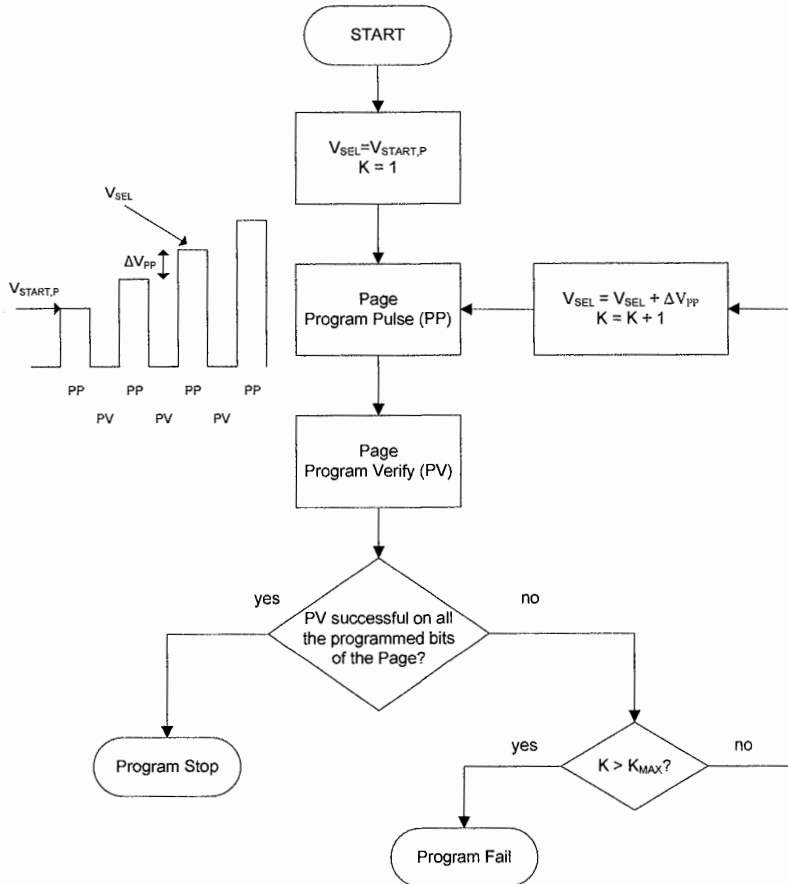 START
V_SEL=V_START,P
K = 1
V_SEL
ΔV_PP
V_START,P
PP PP PP PP
PV PV PV
Page
Program Pulse (PP)
V_SEL = V_SEL + ΔV_PP
K = K + 1
Page
Program Verify (PV)
yes
no
PV successful on all
the programmed bits
of the Page?
Program Stop
yes
no
K > K_MAX?
Program Fail